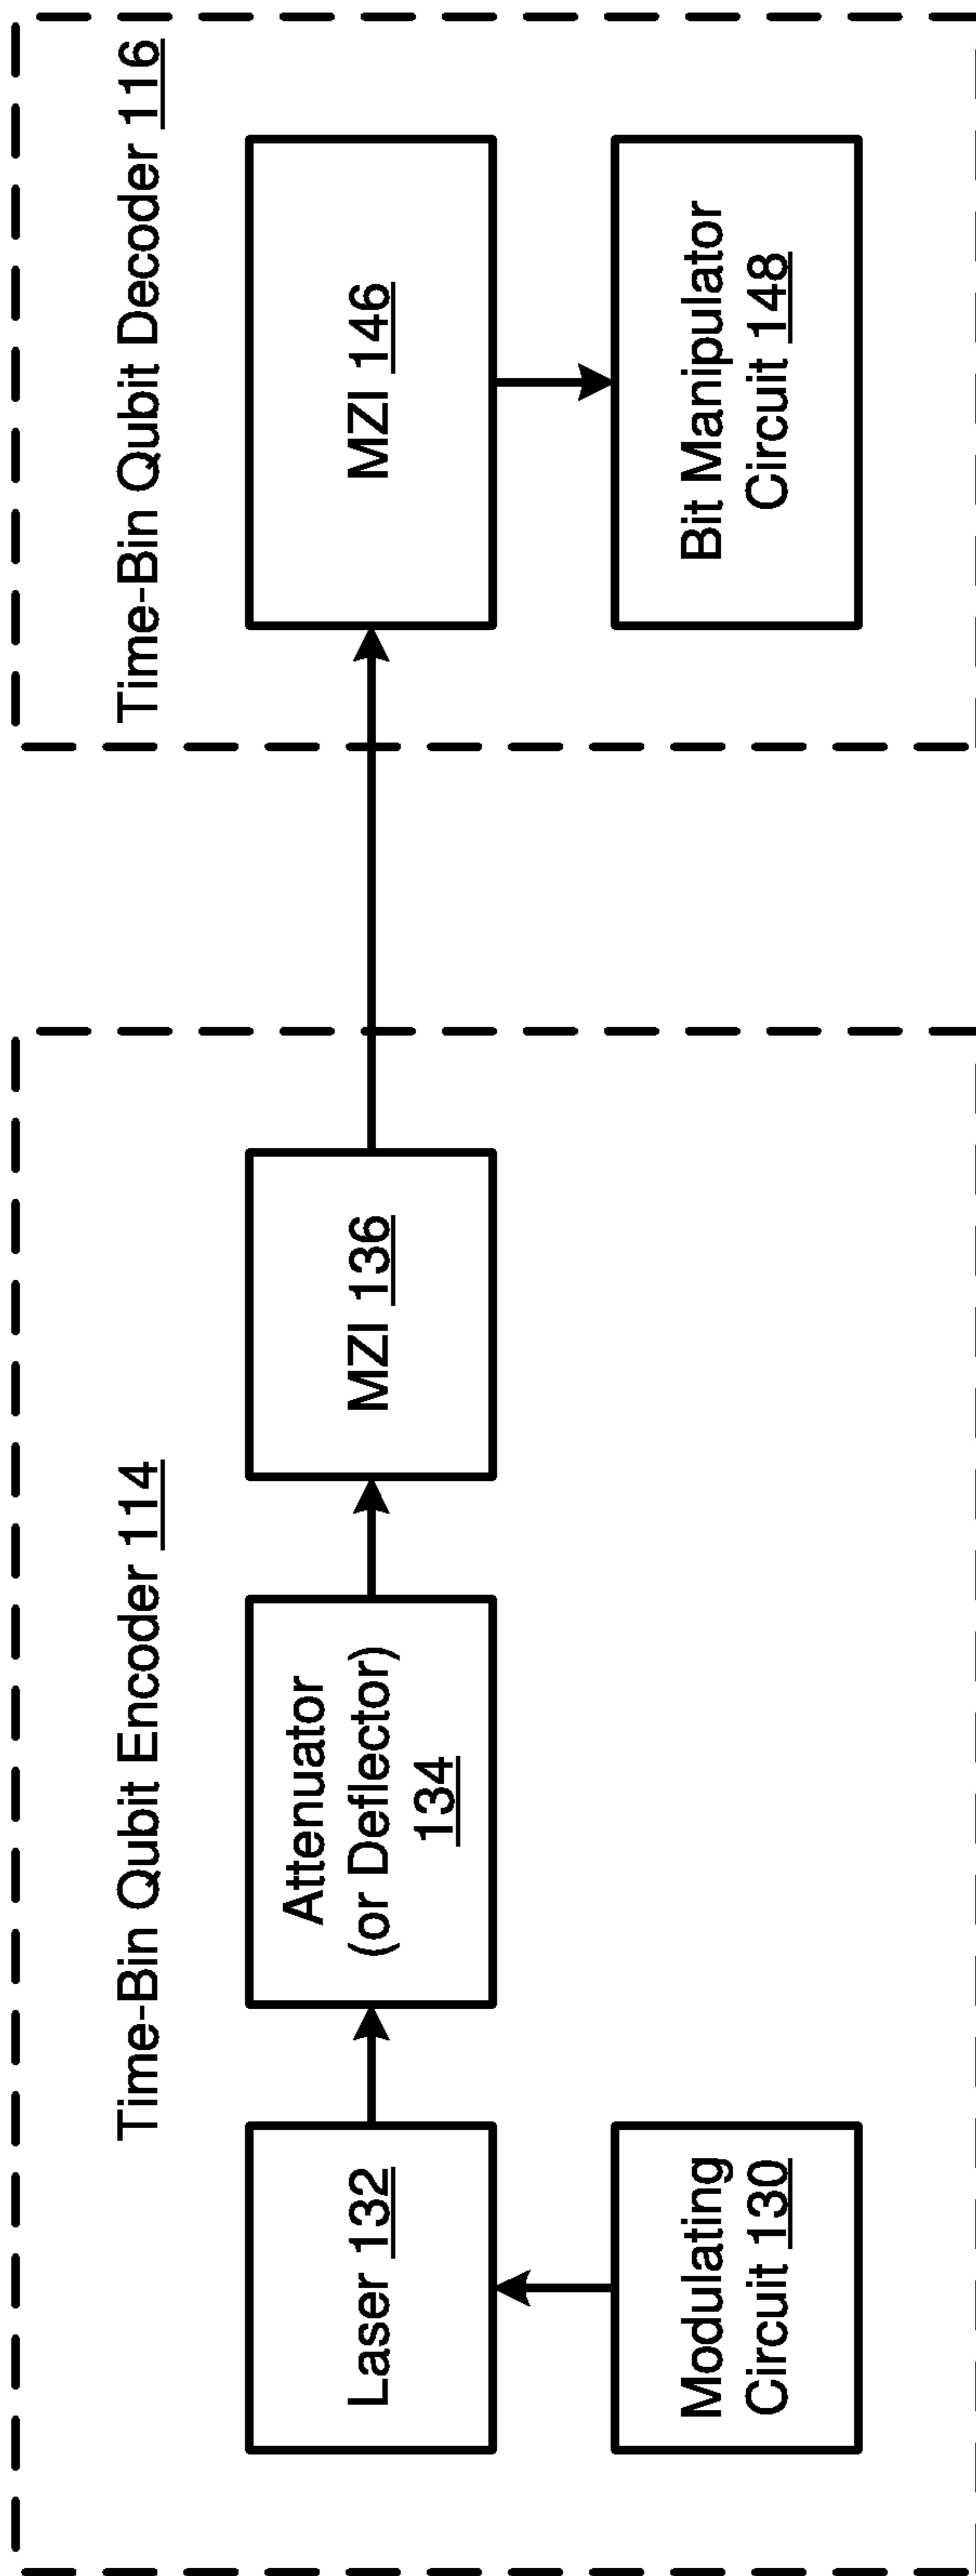 Time-Bin Qubit Encoder 114
Laser 132
Attenuator
(or Deflector)
134
MZI 136
Modulating
Circuit 130
Time-Bin Qubit Decoder 116
MZI 146
Bit Manipulator
Circuit 148